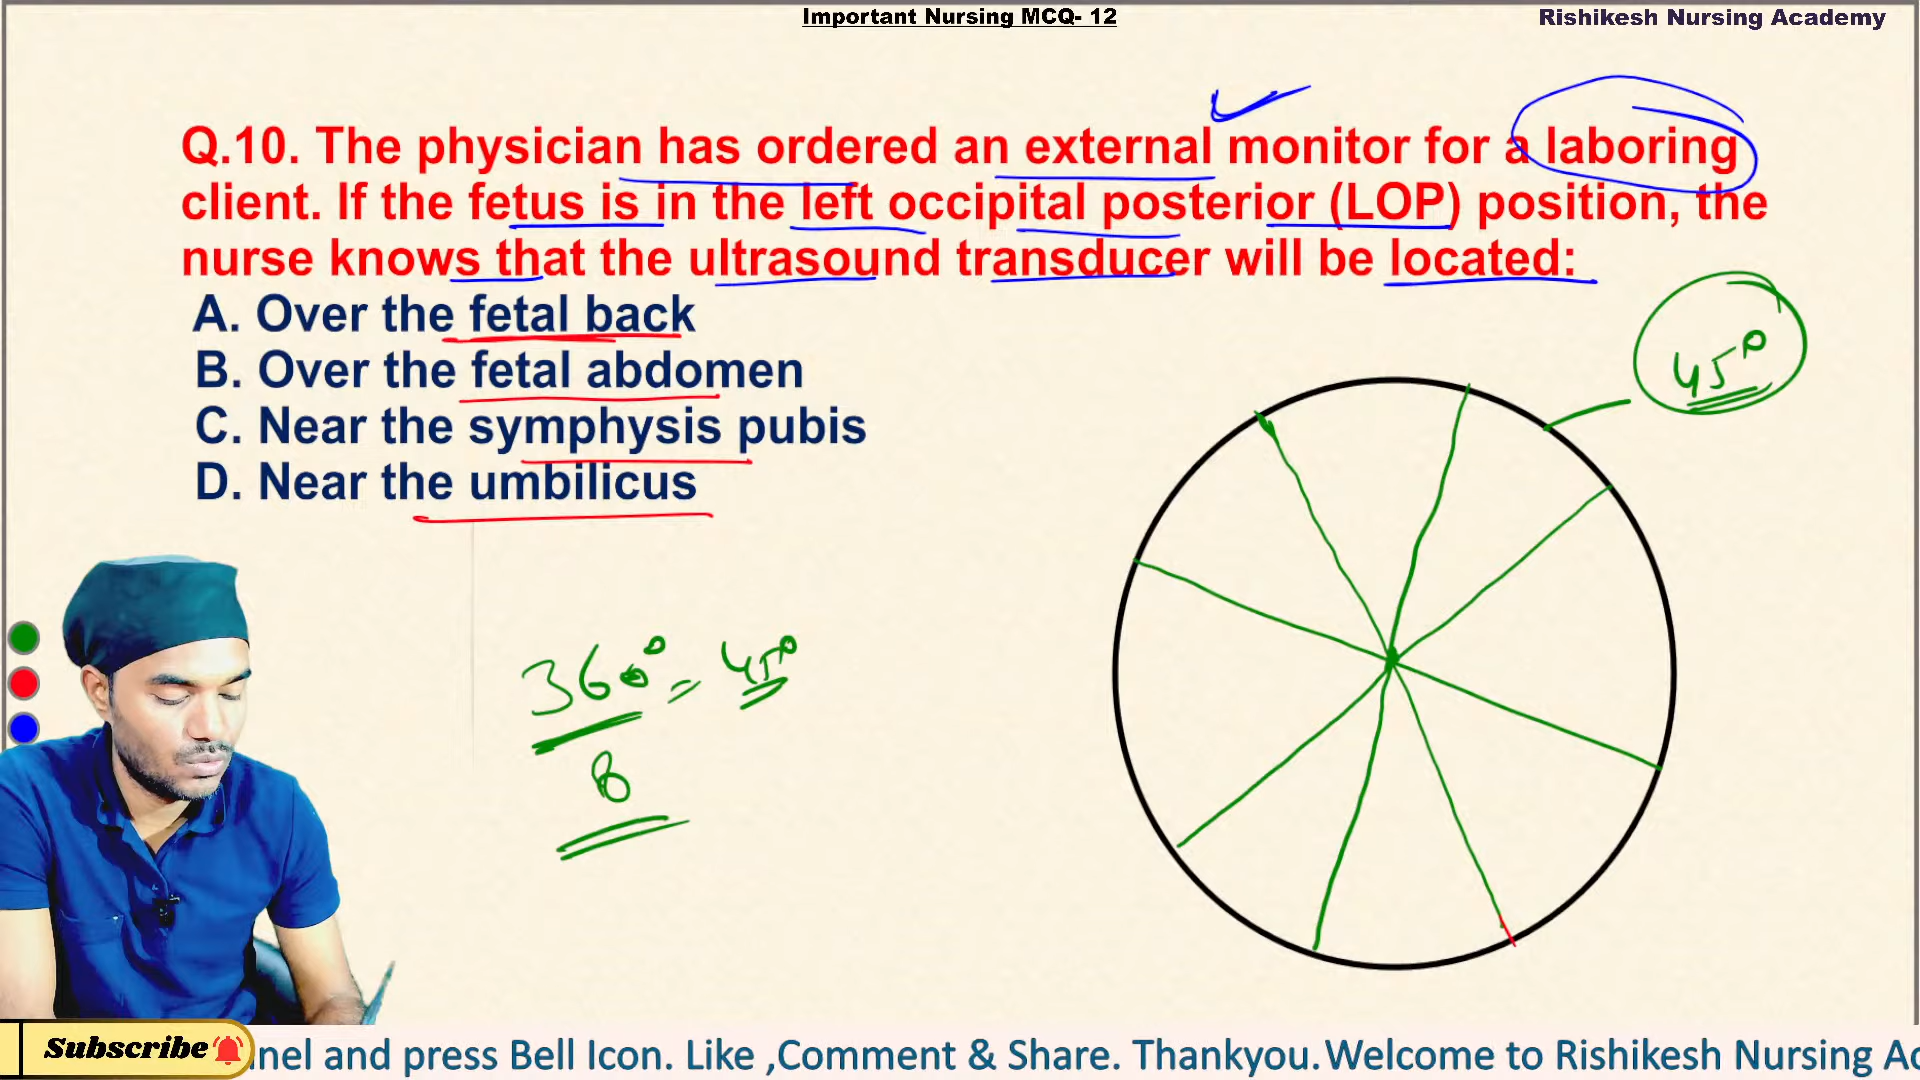 Important Nursing MCQ- 12
Rishikesh Nursing Academy
Q.10. The physician has ordered an external monitor for a laboring
client. If the fetus is in the left occipital posterior (LOP) position, the
nurse knows that the ultrasound transducer will be located:
A. Over the fetal back
B. Over the fetal abdomen
C. Near the symphysis pubis
D. Near the umbilicus
45°
360° = 45°
8
Subscribe
nel and press Bell Icon. Like ,Comment & Share. Thankyou.Welcome to Rishikesh Nursing Ac